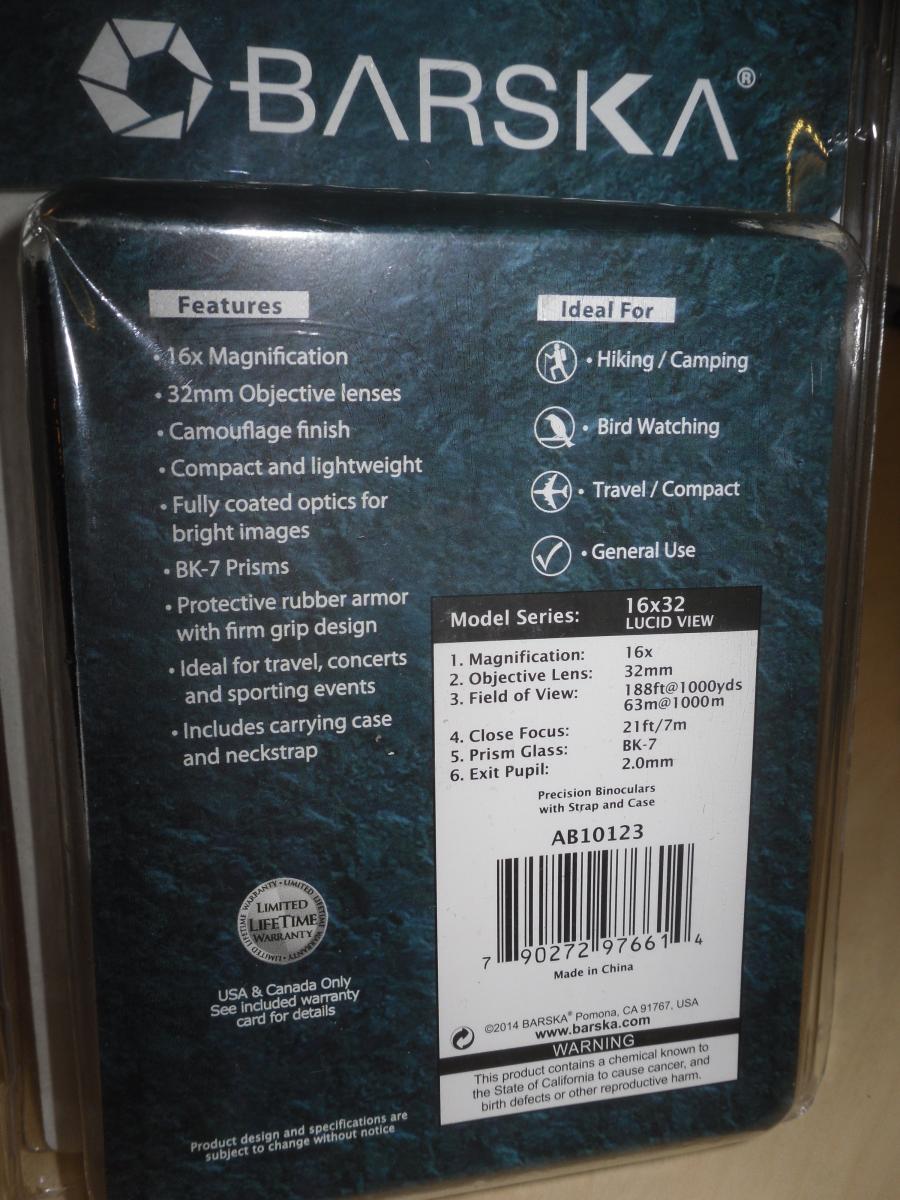 BARSKA®
Features
• 16x Magnification
• 32mm Objective lenses
• Camouflage finish
• Compact and lightweight
• Fully coated optics for
bright images
• BK-7 Prisms
• Protective rubber armor
with firm grip design
• Ideal for travel, concerts
and sporting events
• Includes carrying case
and neckstrap
Ideal For
• Hiking / Camping
• Bird Watching
• Travel / Compact
• General Use
Model Series: 16x32
LUCID VIEW
1. Magnification: 16x
2. Objective Lens: 32mm
3. Field of View: 188ft@1000yds
63m@1000m
4. Close Focus: 21ft/7m
5. Prism Glass: BK-7
6. Exit Pupil: 2.0mm
Precision Binoculars
with Strap and Case
AB10123
7 90272 97661 4
Made in China
©2014 BARSKA® Pomona, CA 91767, USA
www.barska.com
WARNING
This product contains a chemical known to
the State of California to cause cancer, and
birth defects or other reproductive harm.
LIMITED LIFETIME WARRANTY • LIMITED LIFETIME WARRANTY •
LIMITED
LIFETIME
WARRANTY
USA & Canada Only
See included warranty
card for details
Product design and specifications are
subject to change without notice